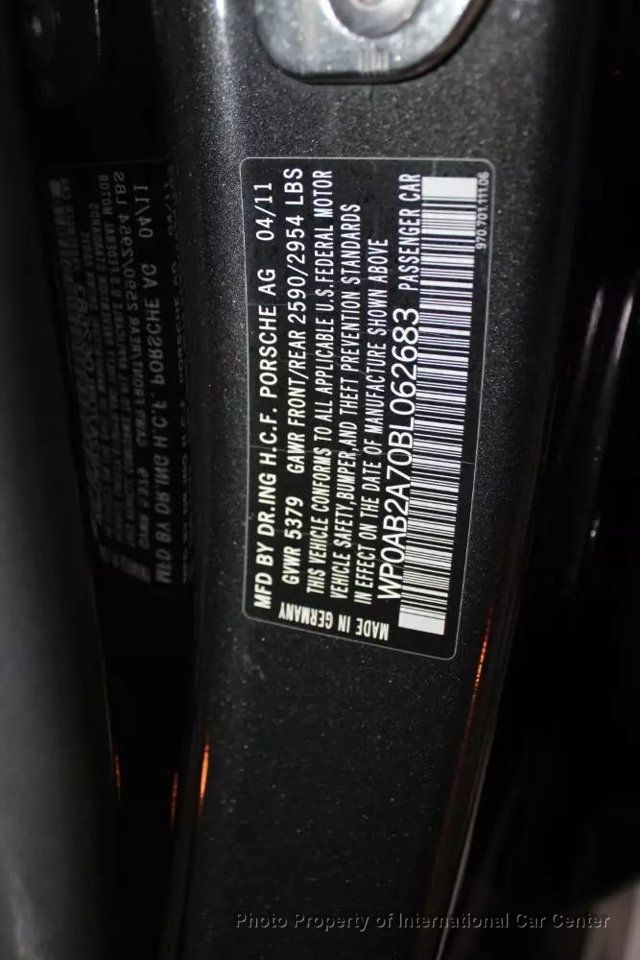 MFD BY DR.ING H.C.F. PORSCHE AG 04/11
GVWR 5379 GAWR FRONT/REAR 2590/2954 LBS
THIS VEHICLE CONFORMS TO ALL APPLICABLE U.S.FEDERAL MOTOR
VEHICLE SAFETY,BUMPER,AND THEFT PREVENTION STANDARDS
IN EFFECT ON THE DATE OF MANUFACTURE SHOWN ABOVE
WP0AB2A70BL062683 PASSENGER CAR
MADE IN GERMANY
970.701.111.06
Photo Property of International Car Center